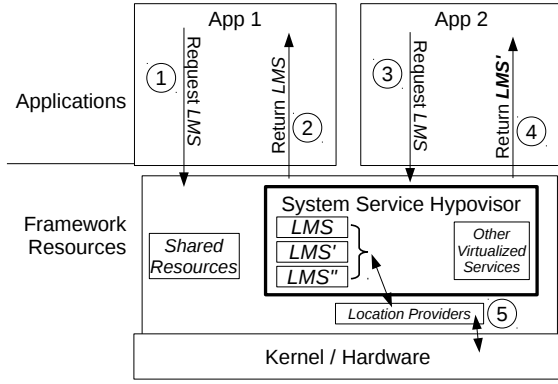 App 1
App 2
1
Request LMS
Return LMS
2
3
Request LMS
Return LMS'
4
Applications
Framework
Resources
System Service Hypovisor
Shared
Resources
LMS
LMS'
LMS"
Other
Virtualized
Services
Location Providers
5
Kernel / Hardware